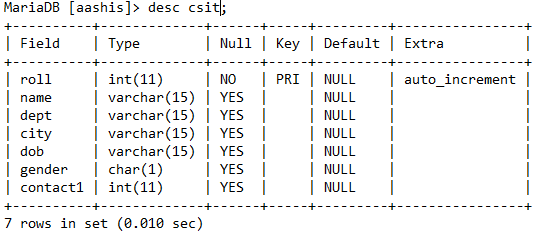 MariaDB [aashis]> desc csit;
+----------+-------------+------+-----+---------+----------------+
| Field    | Type        | Null | Key | Default | Extra          |
+----------+-------------+------+-----+---------+----------------+
| roll     | int(11)     | NO   | PRI | NULL    | auto_increment |
| name     | varchar(15) | YES  |     | NULL    |                |
| dept     | varchar(15) | YES  |     | NULL    |                |
| city     | varchar(15) | YES  |     | NULL    |                |
| dob      | varchar(15) | YES  |     | NULL    |                |
| gender   | char(1)     | YES  |     | NULL    |                |
| contact1 | int(11)     | YES  |     | NULL    |                |
+----------+-------------+------+-----+---------+----------------+
7 rows in set (0.010 sec)